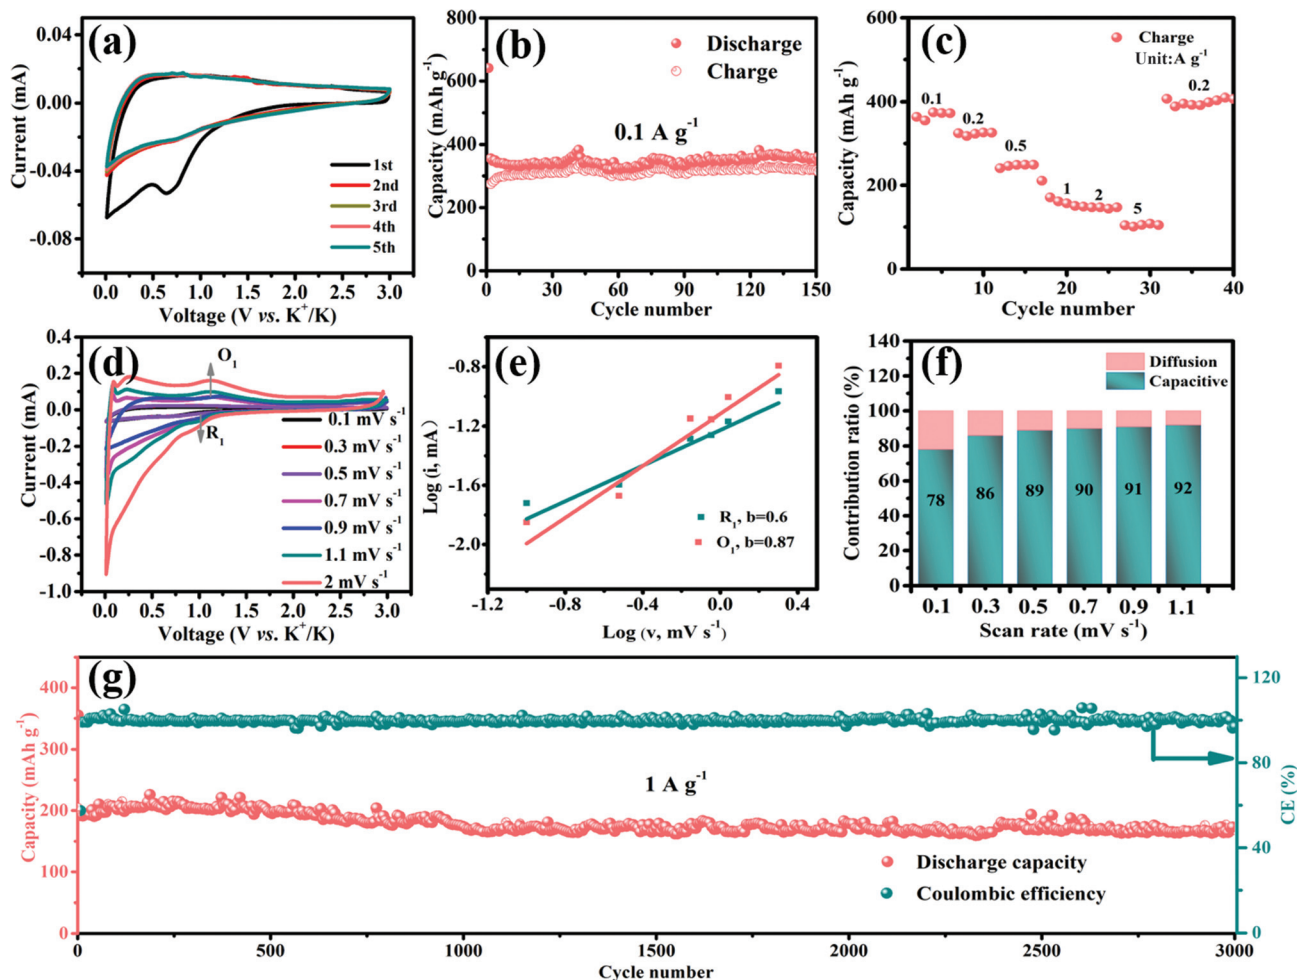 (a)
0.04
0.00
-0.04
-0.08
Current (mA)
1st
2nd
3rd
4th
5th
0.0 0.5 1.0 1.5 2.0 2.5 3.0
Voltage (V vs. K⁺/K)
(b)
800
600
400
200
0
Capacity (mAh g⁻¹)
Discharge
Charge
0.1 A g⁻¹
0 30 60 90 120 150
Cycle number
(c)
600
400
200
0
Capacity (mAh g⁻¹)
Charge
Unit:A g⁻¹
0.1
0.2
0.5
1
2
5
0.2
10 20 30 40
Cycle number
(d)
0.4
0.2
0.0
-0.2
-0.4
-0.6
-0.8
-1.0
Current (mA)
O₁
R₁
0.1 mV s⁻¹
0.3 mV s⁻¹
0.5 mV s⁻¹
0.7 mV s⁻¹
0.9 mV s⁻¹
1.1 mV s⁻¹
2 mV s⁻¹
0.0 0.5 1.0 1.5 2.0 2.5 3.0
Voltage (V vs. K⁺/K)
(e)
-0.8
-1.2
-1.6
-2.0
Log (i, mA)
R₁, b=0.6
O₁, b=0.87
-1.2 -0.8 -0.4 0.0 0.4
Log (v, mV s⁻¹)
(f)
140
120
100
80
60
40
20
0
Contribution ratio (%)
Diffusion
Capacitive
78 86 89 90 91 92
0.1 0.3 0.5 0.7 0.9 1.1
Scan rate (mV s⁻¹)
(g)
400
300
200
100
0
Capacity (mAh g⁻¹)
1 A g⁻¹
Discharge capacity
Coulombic efficiency
120
80
40
0
CE (%)
0 500 1000 1500 2000 2500 3000
Cycle number